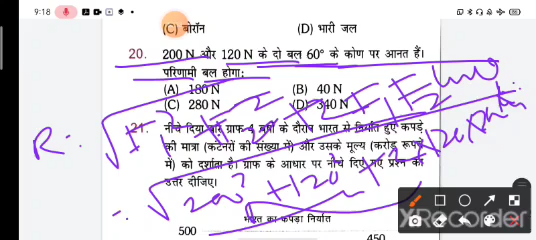 9:18
(C) बोरॉन (D) भारी जल
20. 200 N और 120 N के दो बल 60° के कोण पर आनत हैं।
परिणामी बल होगा:
(A) 180 N (B) 40 N
(C) 280 N (D) 340 N
21. नीचे दिया गया ग्राफ 4 वर्षों के दौरान भारत से निर्यात हुए कपड़े
की मात्रा (कार्टनों की संख्या में) और उसके मूल्य (करोड़ रूपये
में) को दर्शाता है। ग्राफ के आधार पर नीचे दिए गए प्रश्न का
उत्तर दीजिए।
भारत का कपड़ा निर्यात
500
450
XRecorder